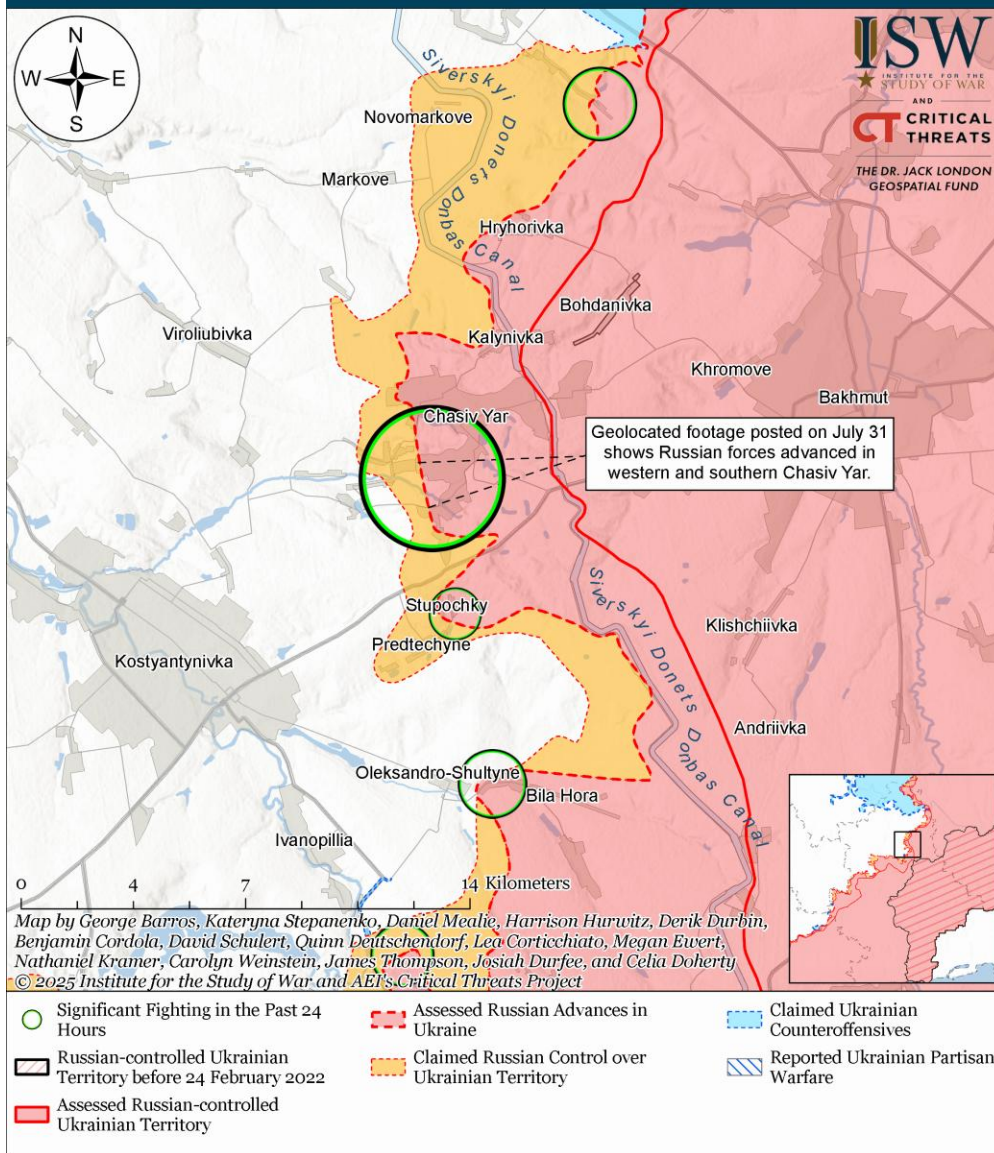 N
W
E
S
ISW
INSTITUTE FOR THE
STUDY OF WAR
AND
CT CRITICAL
THREATS
THE DR. JACK LONDON
GEOSPATIAL FUND
Siverskyi Donets Donbas Canal
Novomarkove
Markove
Hryhorivka
Bohdanivka
Viroliubivka
Kalynivka
Khromove
Bakhmut
Chasiv Yar
Geolocated footage posted on July 31
shows Russian forces advanced in
western and southern Chasiv Yar.
Siverskyi Donets Donbas Canal
Stupochky
Klishchiivka
Predtechyne
Kostyantynivka
Andriivka
Oleksandro-Shultyne
Bila Hora
Ivanopillia
0 4 7 14 Kilometers
Map by George Barros, Kateryna Stepanenko, Daniel Mealie, Harrison Hurwitz, Derik Durbin,
Benjamin Cordola, David Schulert, Quinn Deutschendorf, Lea Corticchiato, Megan Ewert,
Nathaniel Kramer, Carolyn Weinstein, James Thompson, Josiah Durfee, and Celia Doherty
© 2025 Institute for the Study of War and AEI's Critical Threats Project
Significant Fighting in the Past 24
Hours
Russian-controlled Ukrainian
Territory before 24 February 2022
Assessed Russian-controlled
Ukrainian Territory
Assessed Russian Advances in
Ukraine
Claimed Russian Control over
Ukrainian Territory
Claimed Ukrainian
Counteroffensives
Reported Ukrainian Partisan
Warfare